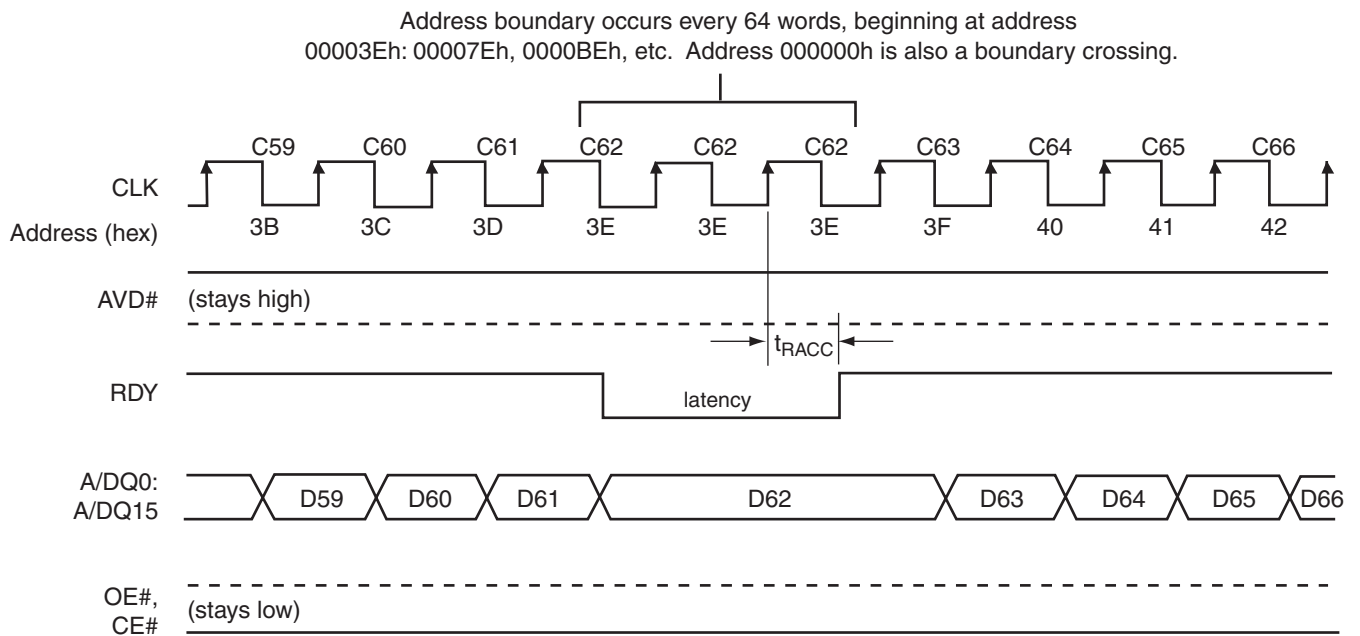 Address boundary occurs every 64 words, beginning at address
00003Eh: 00007Eh, 0000BEh, etc. Address 000000h is also a boundary crossing.
C59 C60 C61 C62 C62 C62 C63 C64 C65 C66
CLK
Address (hex) 3B 3C 3D 3E 3E 3E 3F 40 41 42
AVD# (stays high)
tRACC
RDY latency
A/DQ0:
A/DQ15
D59 D60 D61 D62 D63 D64 D65 D66
OE#,
CE#
(stays low)